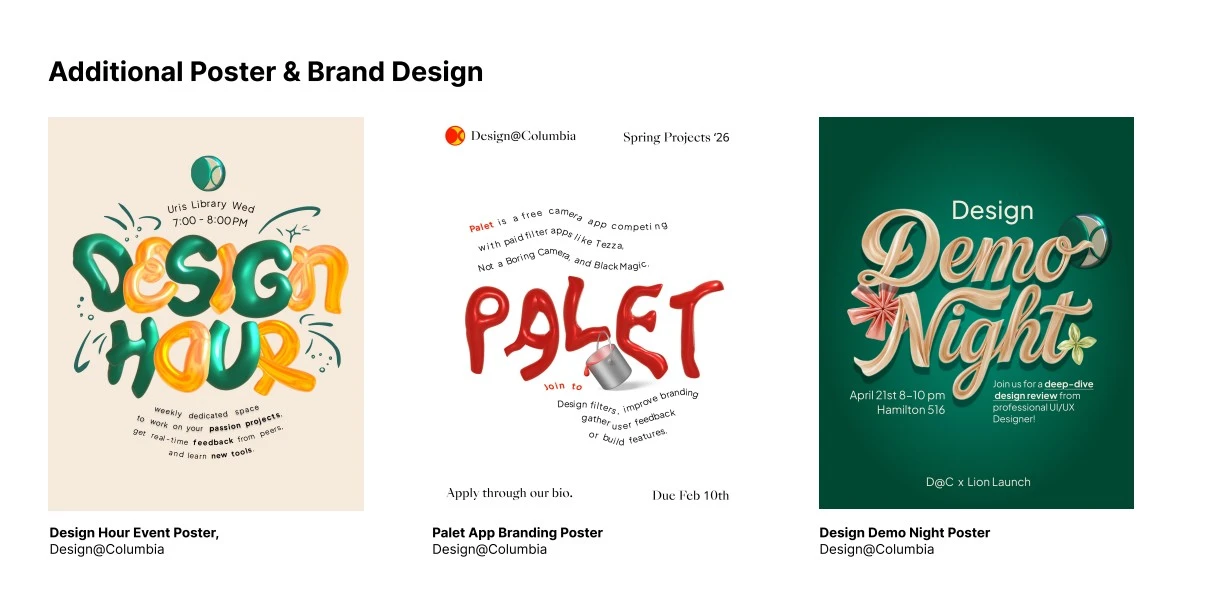 Additional Poster & Brand Design
Uris Library Wed
7:00 - 8:00PM
DESIGN
HOUR
weekly dedicated space
to work on your passion projects,
get real-time feedback from peers,
and learn new tools.
Design Hour Event Poster,
Design@Columbia
Design@Columbia
Spring Projects ‘26
Palet is a free camera app competing
with paid filter apps like Tezza,
Not a Boring Camera, and BlackMagic.
PALET
Join to
Design filters, improve branding
gather user feedback
or build features.
Apply through our bio.
Due Feb 10th
Palet App Branding Poster
Design@Columbia
Design
Demo
Night
April 21st 8–10 pm
Hamilton 516
Join us for a deep-dive
design review from
professional UI/UX
Designer!
D@C x Lion Launch
Design Demo Night Poster
Design@Columbia